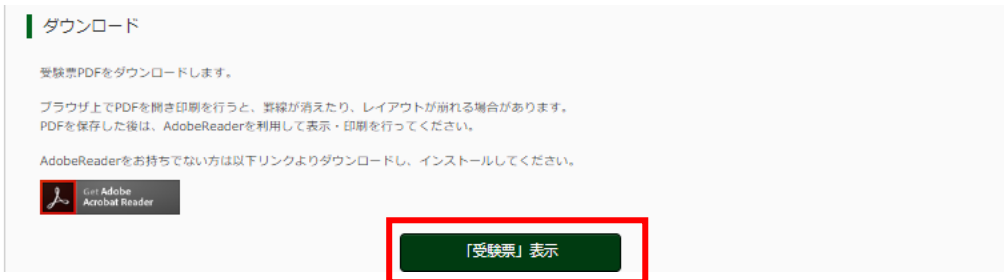 ダウンロード
受験票PDFをダウンロードします。
ブラウザ上でPDFを開き印刷を行うと、罫線が消えたり、レイアウトが崩れる場合があります。
PDFを保存した後は、AdobeReaderを利用して表示・印刷を行ってください。
AdobeReaderをお持ちでない方は以下リンクよりダウンロードし、インストールしてください。
Get Adobe
Acrobat Reader
「受験票」表示